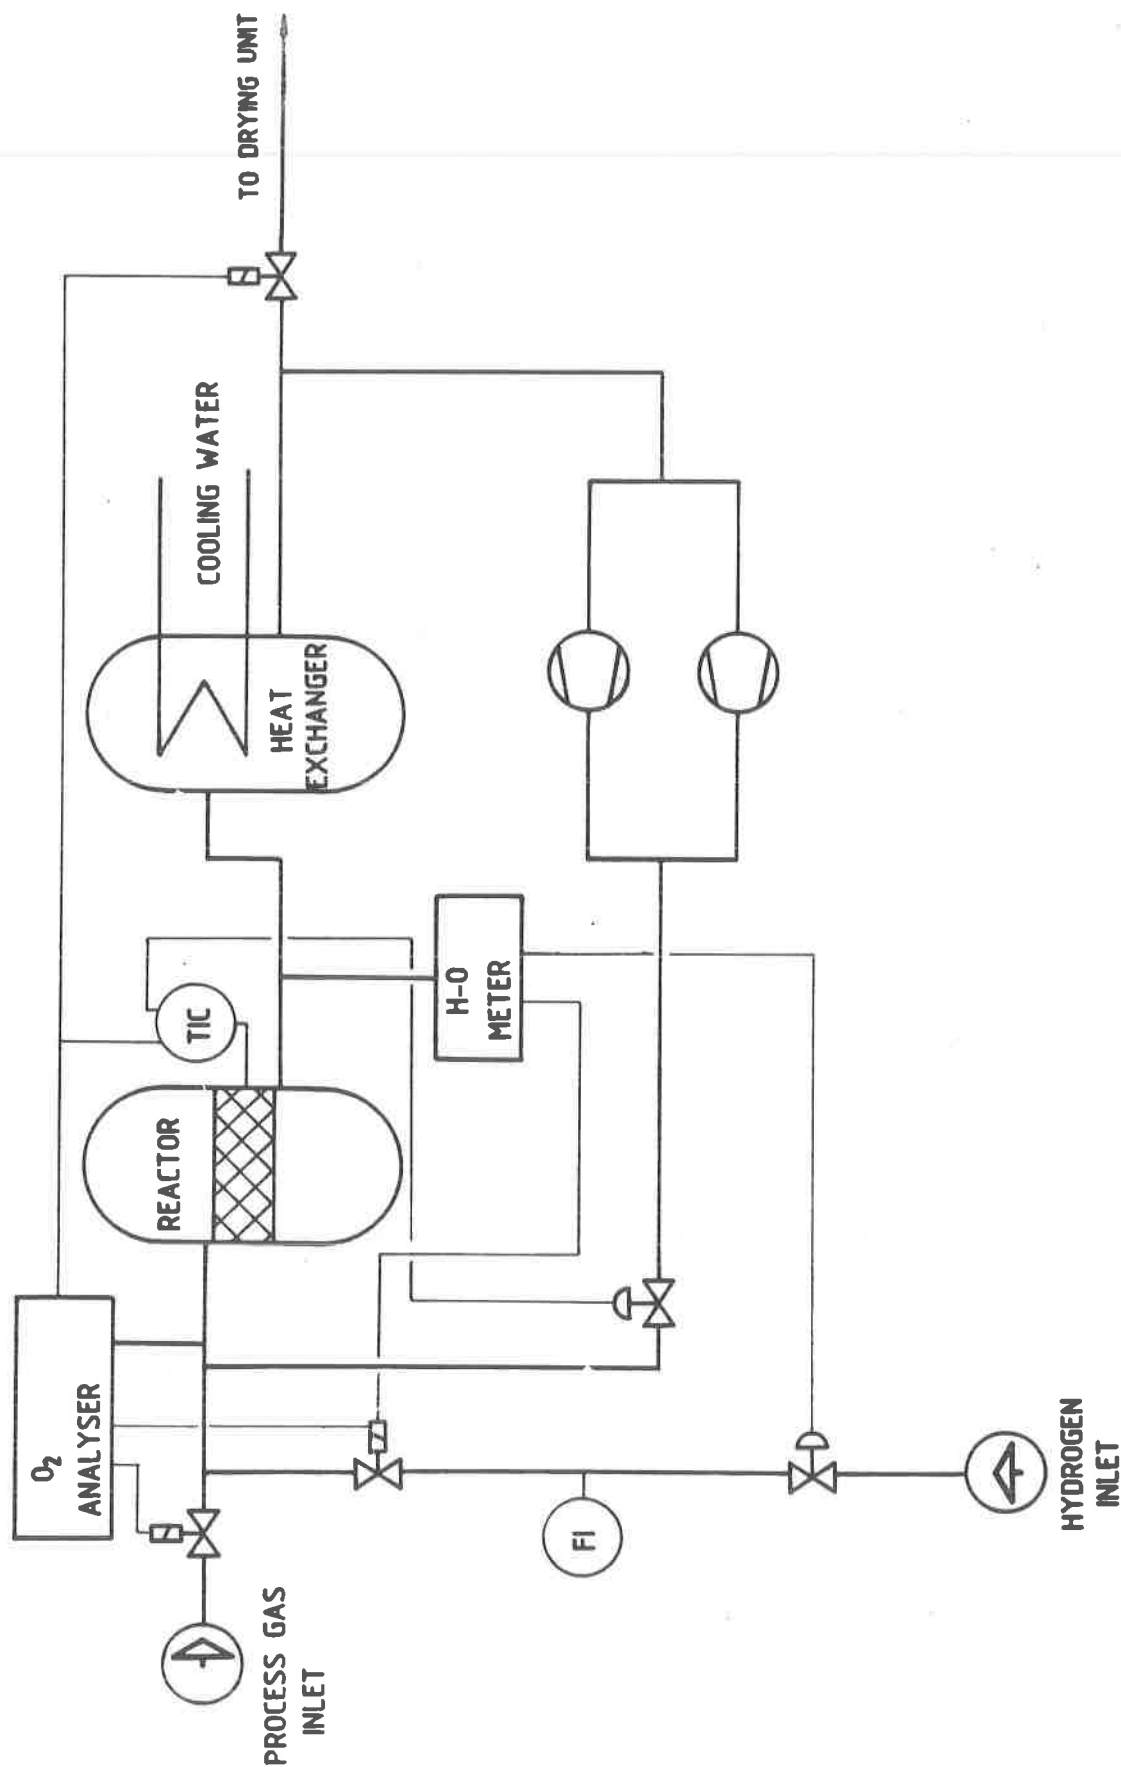 O2
ANALYSER
REACTOR
TIC
HEAT
EXCHANGER
COOLING WATER
TO DRYING UNIT
H-O
METER
PROCESS GAS
INLET
FI
HYDROGEN
INLET